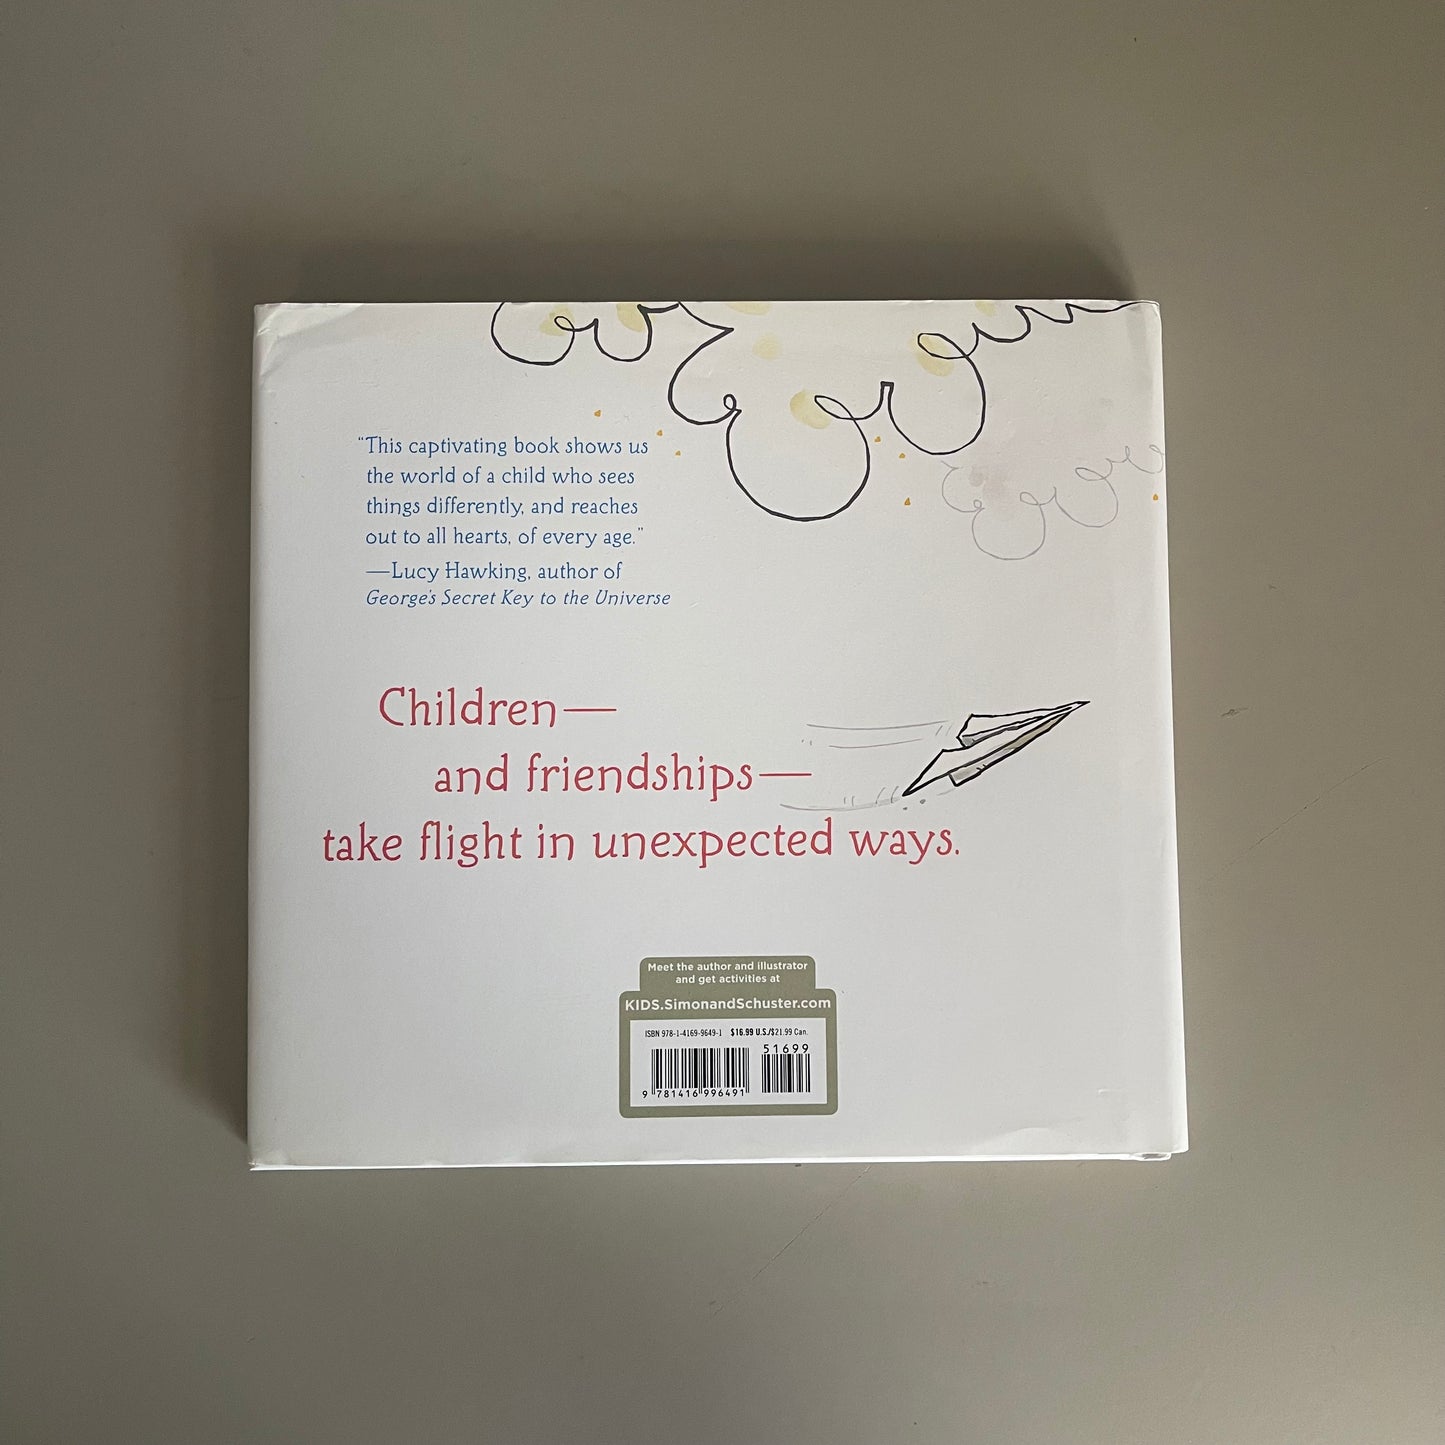 “This captivating book shows us
the world of a child who sees
things differently, and reaches
out to all hearts, of every age.”
—Lucy Hawking, author of
George's Secret Key to the Universe
Children—
and friendships—
take flight in unexpected ways.
Meet the author and illustrator
and get activities at
KIDS.SimonandSchuster.com
ISBN 978-1-4169-9649-1 $16.99 U.S./$21.99 Can.
51699
9 781416 996491